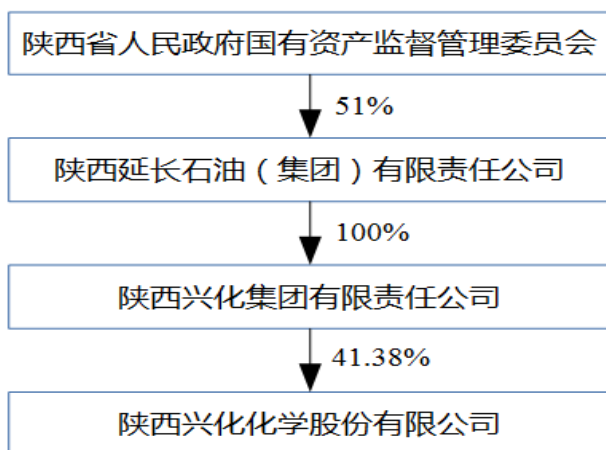 陕西省人民政府国有资产监督管理委员会
51%
陕西延长石油（集团）有限责任公司
100%
陕西兴化集团有限责任公司
41.38%
陕西兴化化学股份有限公司